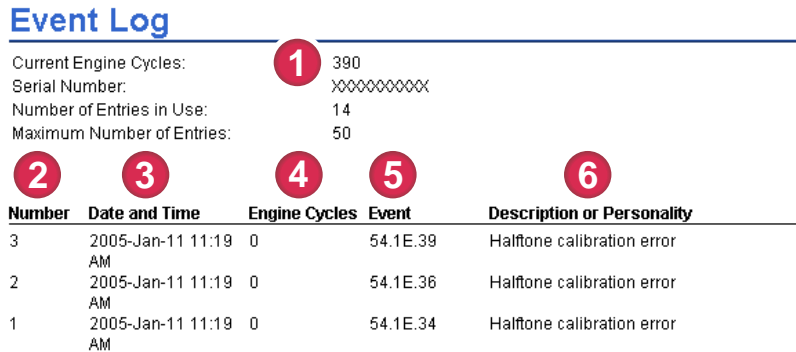 Event Log
Current Engine Cycles: 1 390
Serial Number: XXXXXXXXXX
Number of Entries in Use: 14
Maximum Number of Entries: 50
2 3 4 5 6
Number Date and Time Engine Cycles Event Description or Personality
3 2005-Jan-11 11:19 0 54.1E.39 Halftone calibration error
AM
2 2005-Jan-11 11:19 0 54.1E.36 Halftone calibration error
AM
1 2005-Jan-11 11:19 0 54.1E.34 Halftone calibration error
AM